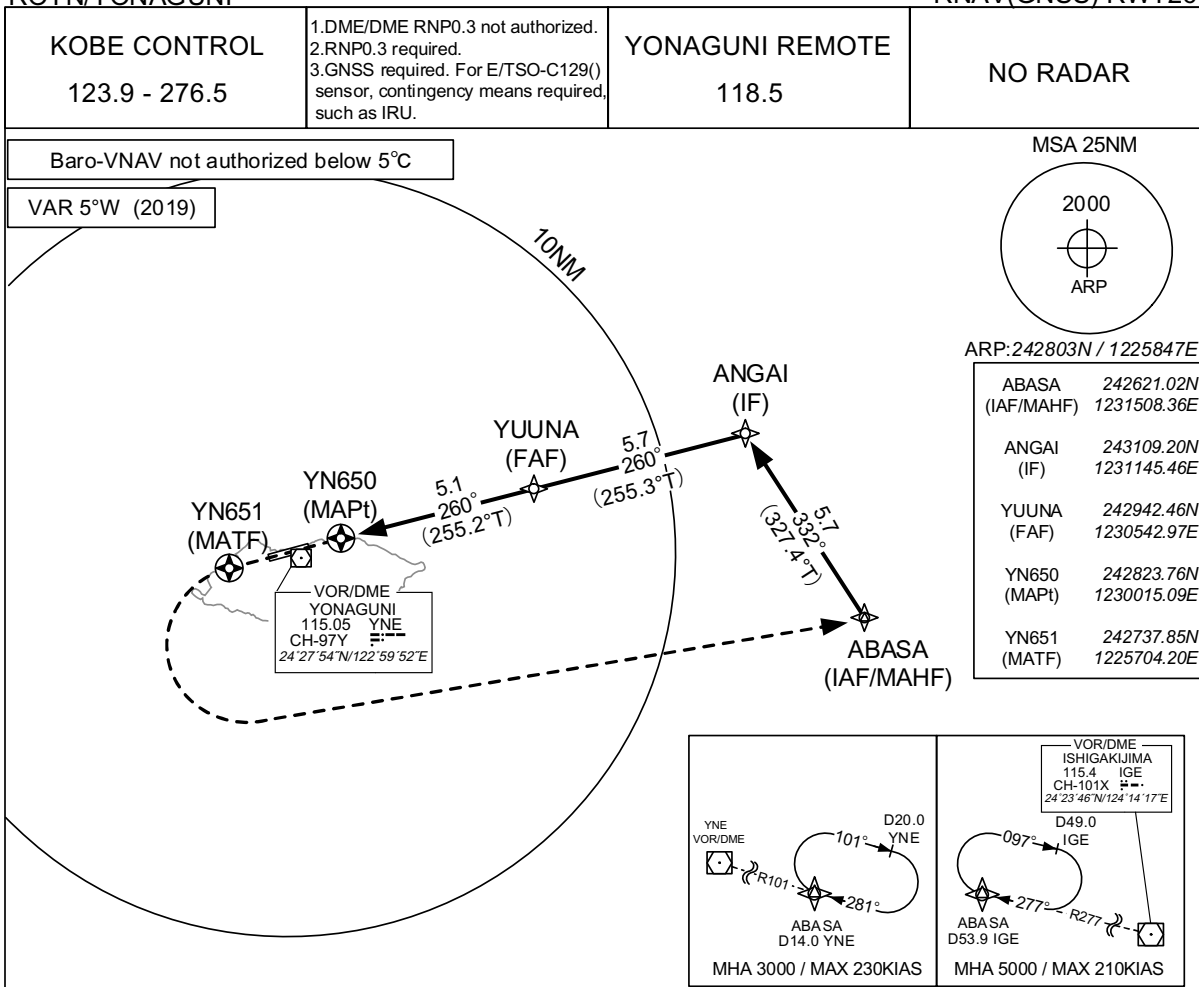 KOBE CONTROL
123.9 - 276.5
1.DME/DME RNP0.3 not authorized.
2.RNP0.3 required.
3.GNSS required. For E/TSO-C129()
sensor, contingency means required,
such as IRU.
YONAGUNI REMOTE
118.5
NO RADAR
Baro-VNAV not authorized below 5°C
VAR 5°W (2019)
10NM
MSA 25NM
2000
ARP
ARP:242803N / 1225847E
ABASA 242621.02N
(IAF/MAHF) 1231508.36E
ANGAI 243109.20N
(IF) 1231145.46E
YUUNA 242942.46N
(FAF) 1230542.97E
YN650 242823.76N
(MAPt) 1230015.09E
YN651 242737.85N
(MATF) 1225704.20E
ANGAI
(IF)
5.7
260°
(255.3°T)
YUUNA
(FAF)
5.1
260°
(255.2°T)
YN650
(MAPt)
YN651
(MATF)
5.7
332°
(327.4°T)
ABASA
(IAF/MAHF)
VOR/DME
YONAGUNI
115.05 YNE
CH-97Y
24°27´54˝N/122°59´52˝E
YNE
VOR/DME
R101
101°
D20.0
YNE
281°
ABASA
D14.0 YNE
MHA 3000 / MAX 230KIAS
VOR/DME
ISHIGAKIJIMA
115.4 IGE
CH-101X
24°23´46˝N/124°14´17˝E
D49.0
IGE
097°
277°
R277
ABASA
D53.9 IGE
MHA 5000 / MAX 210KIAS